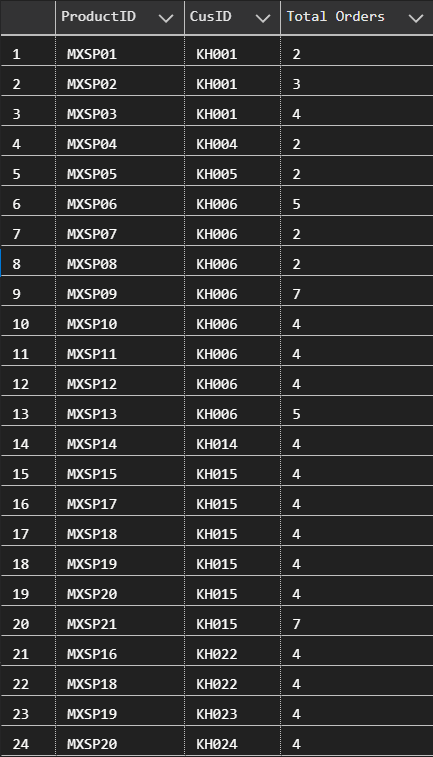 ProductID CusID Total Orders
1 MXSP01 KH001 2
2 MXSP02 KH001 3
3 MXSP03 KH001 4
4 MXSP04 KH004 2
5 MXSP05 KH005 2
6 MXSP06 KH006 5
7 MXSP07 KH006 2
8 MXSP08 KH006 2
9 MXSP09 KH006 7
10 MXSP10 KH006 4
11 MXSP11 KH006 4
12 MXSP12 KH006 4
13 MXSP13 KH006 5
14 MXSP14 KH014 4
15 MXSP15 KH015 4
16 MXSP17 KH015 4
17 MXSP18 KH015 4
18 MXSP19 KH015 4
19 MXSP20 KH015 4
20 MXSP21 KH015 7
21 MXSP16 KH022 4
22 MXSP18 KH022 4
23 MXSP19 KH023 4
24 MXSP20 KH024 4